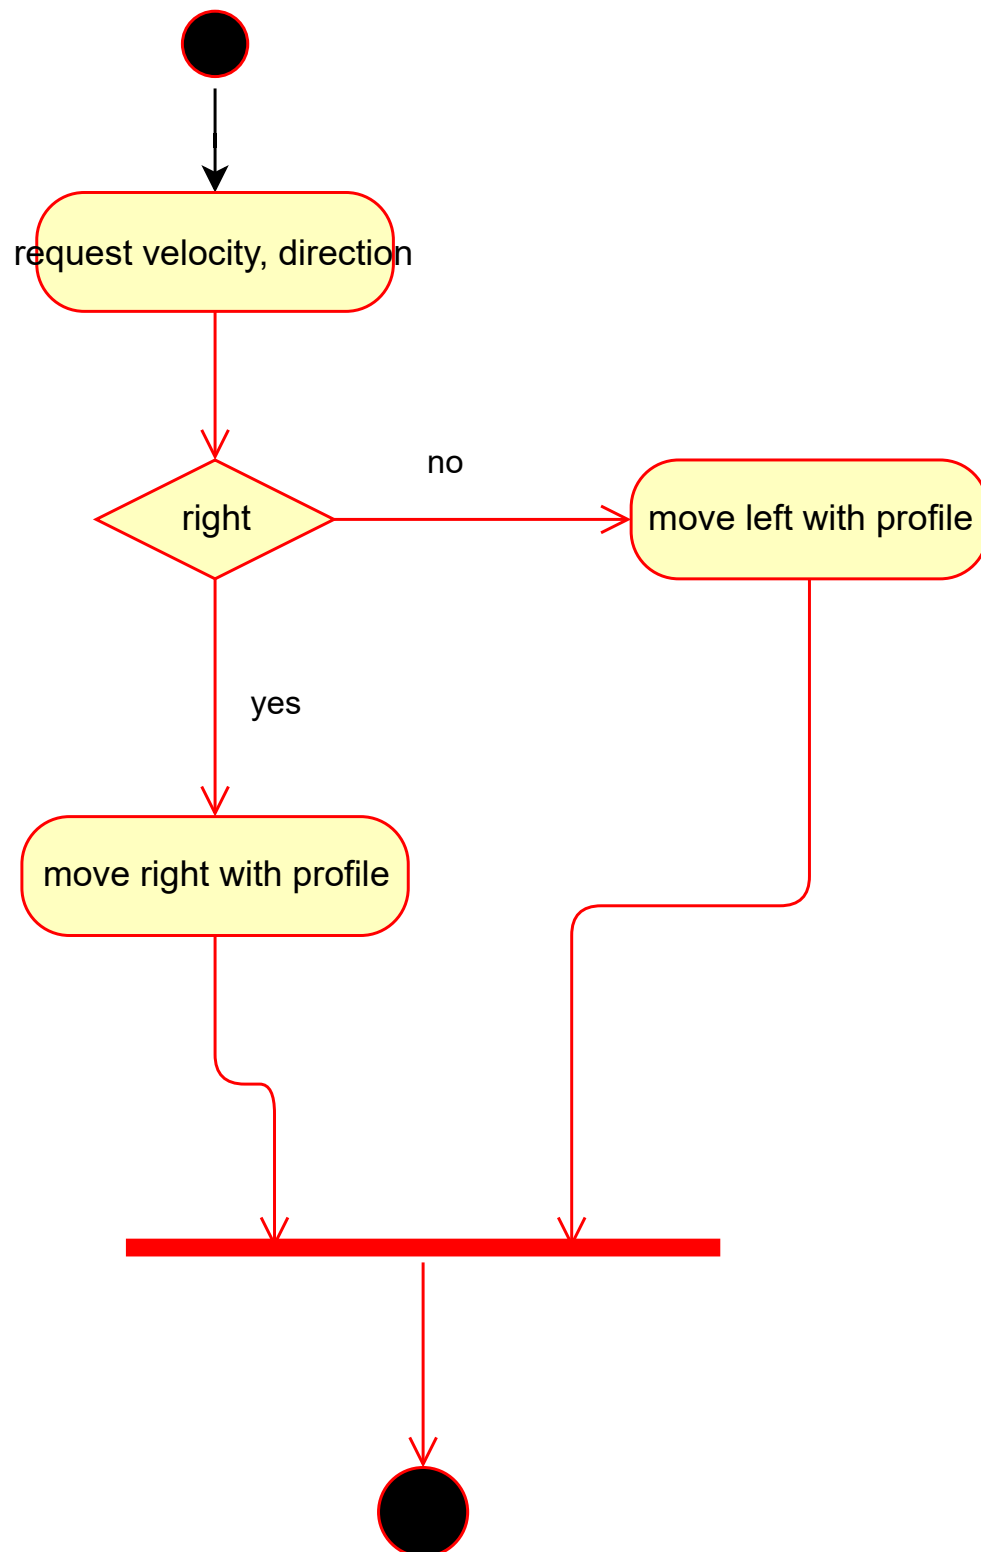 request velocity, direction
no
right
move left with profile
yes
move right with profile